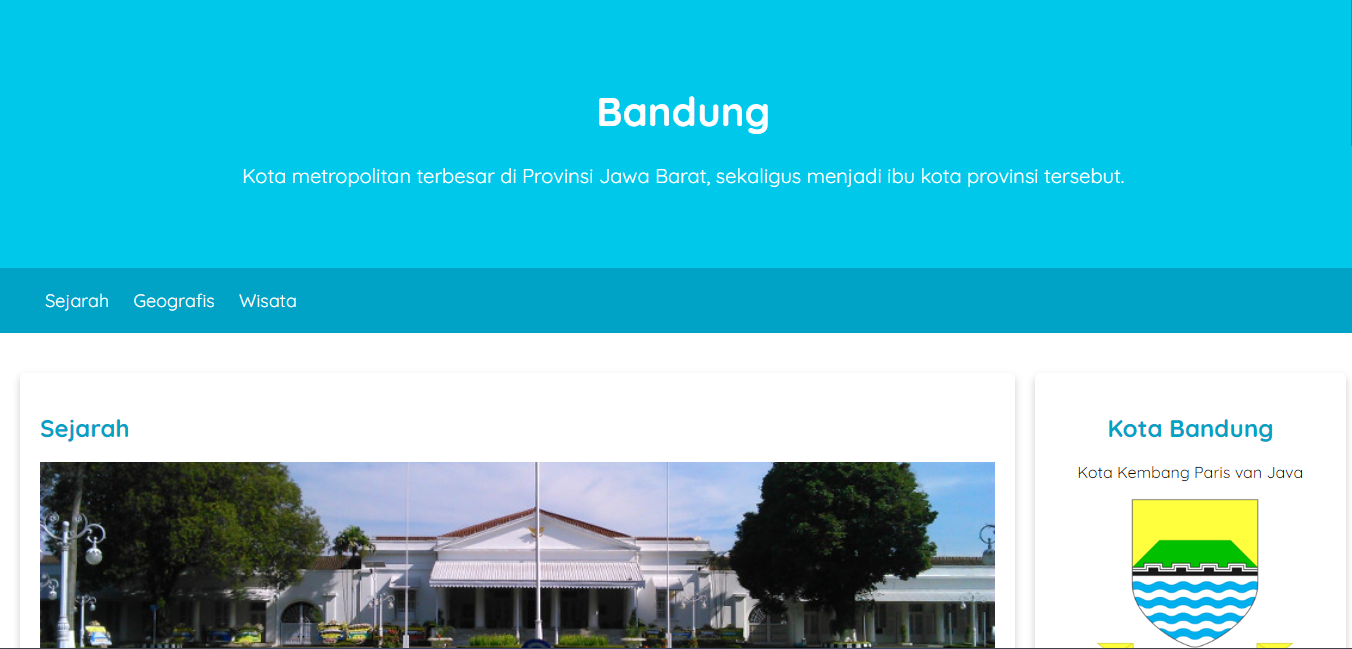 Bandung
Kota metropolitan terbesar di Provinsi Jawa Barat, sekaligus menjadi ibu kota provinsi tersebut.
Sejarah
Geografis
Wisata
Sejarah
Kota Bandung
Kota Kembang Paris van Java